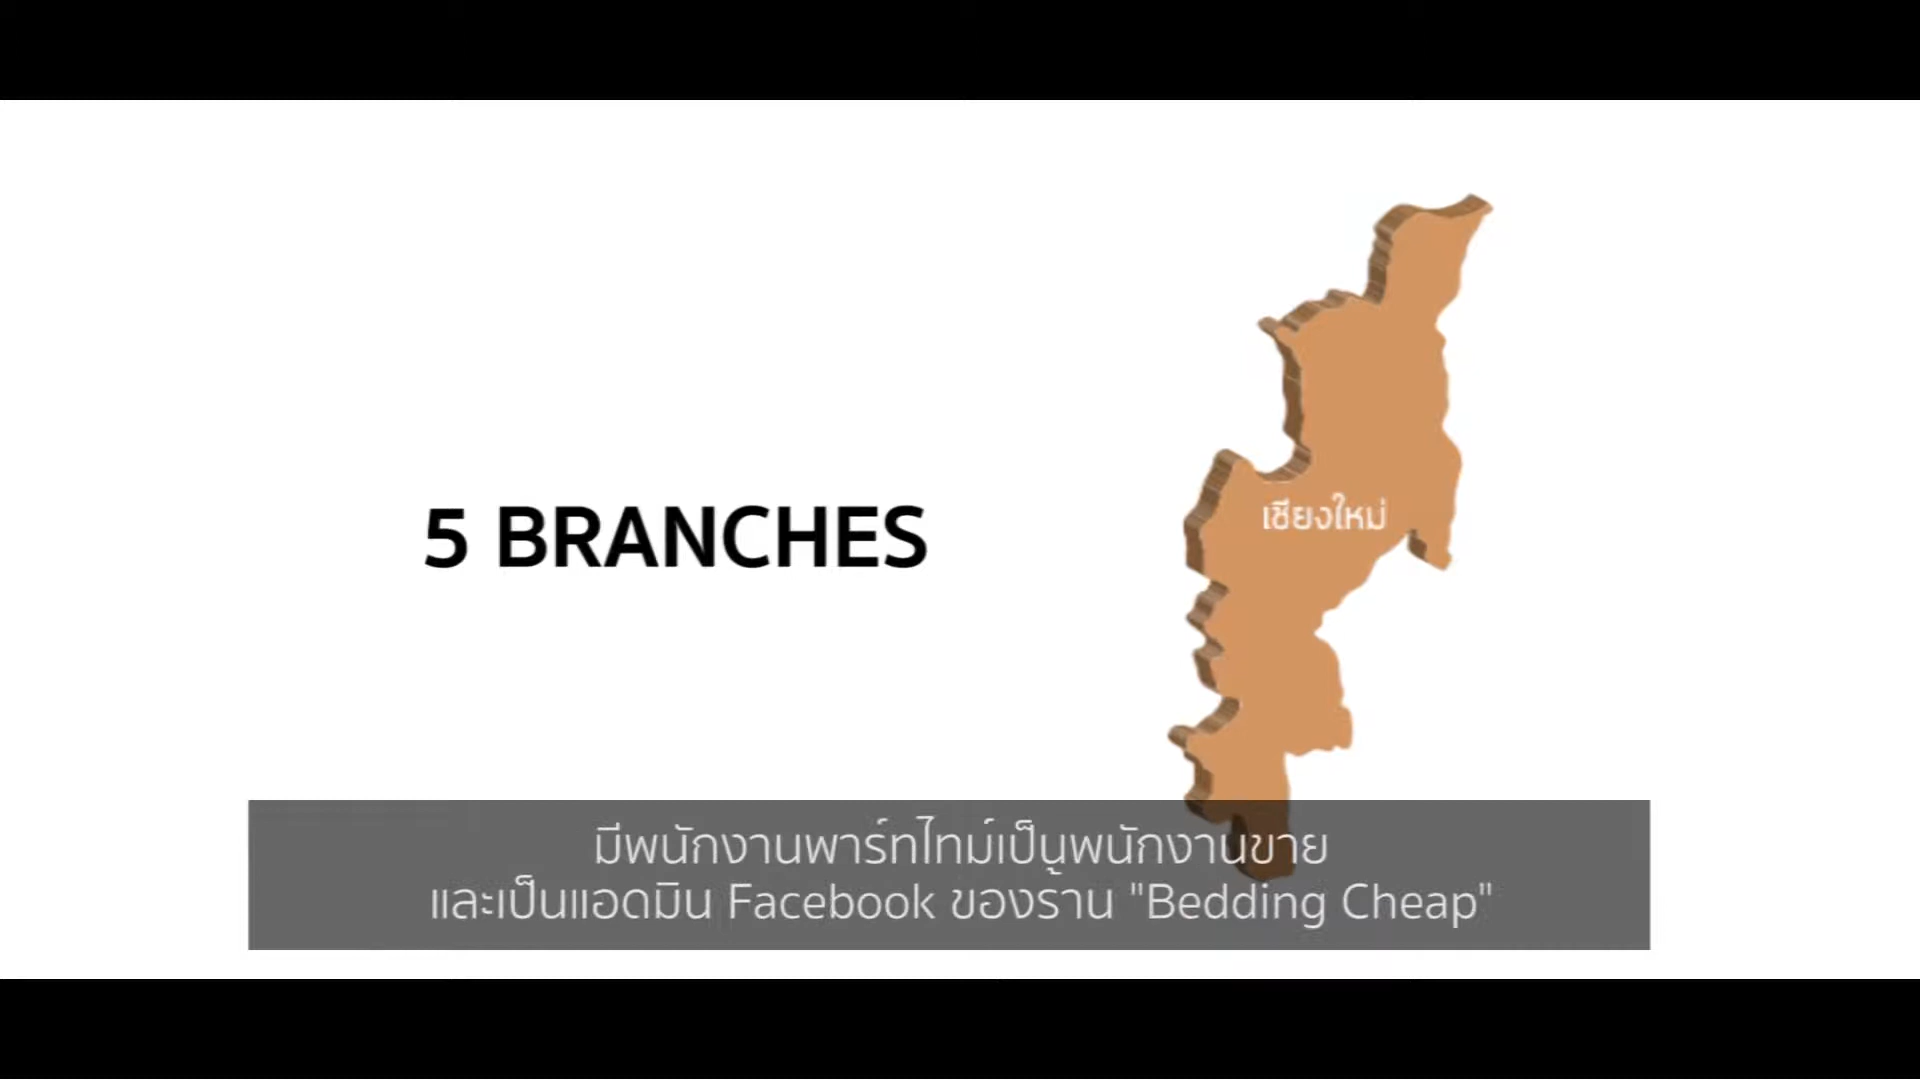 5 BRANCHES
เชียงใหม่
มีพนักงานพาร์ทไทม์เป็นพนักงานขาย
และเป็นแอดมิน Facebook ของร้าน "Bedding Cheap"